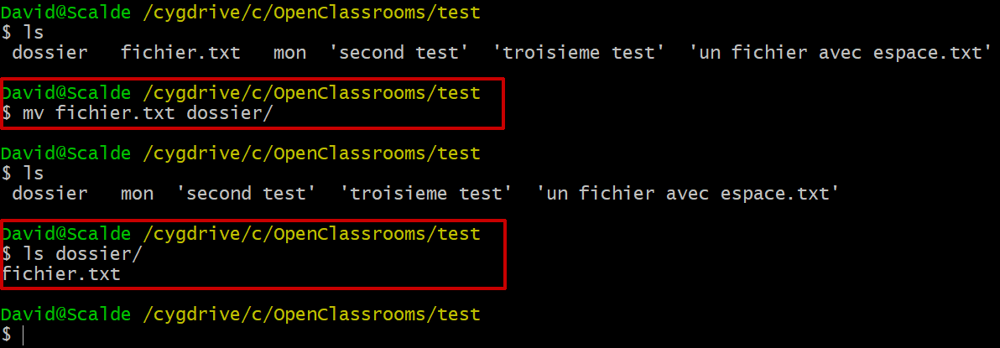 David@Scalde /cygdrive/c/OpenClassrooms/test
$ ls
 dossier   fichier.txt   mon  'second test'  'troisieme test'  'un fichier avec espace.txt'
David@Scalde /cygdrive/c/OpenClassrooms/test
$ mv fichier.txt dossier/
David@Scalde /cygdrive/c/OpenClassrooms/test
$ ls
 dossier   mon  'second test'  'troisieme test'  'un fichier avec espace.txt'
David@Scalde /cygdrive/c/OpenClassrooms/test
$ ls dossier/
fichier.txt
David@Scalde /cygdrive/c/OpenClassrooms/test
$